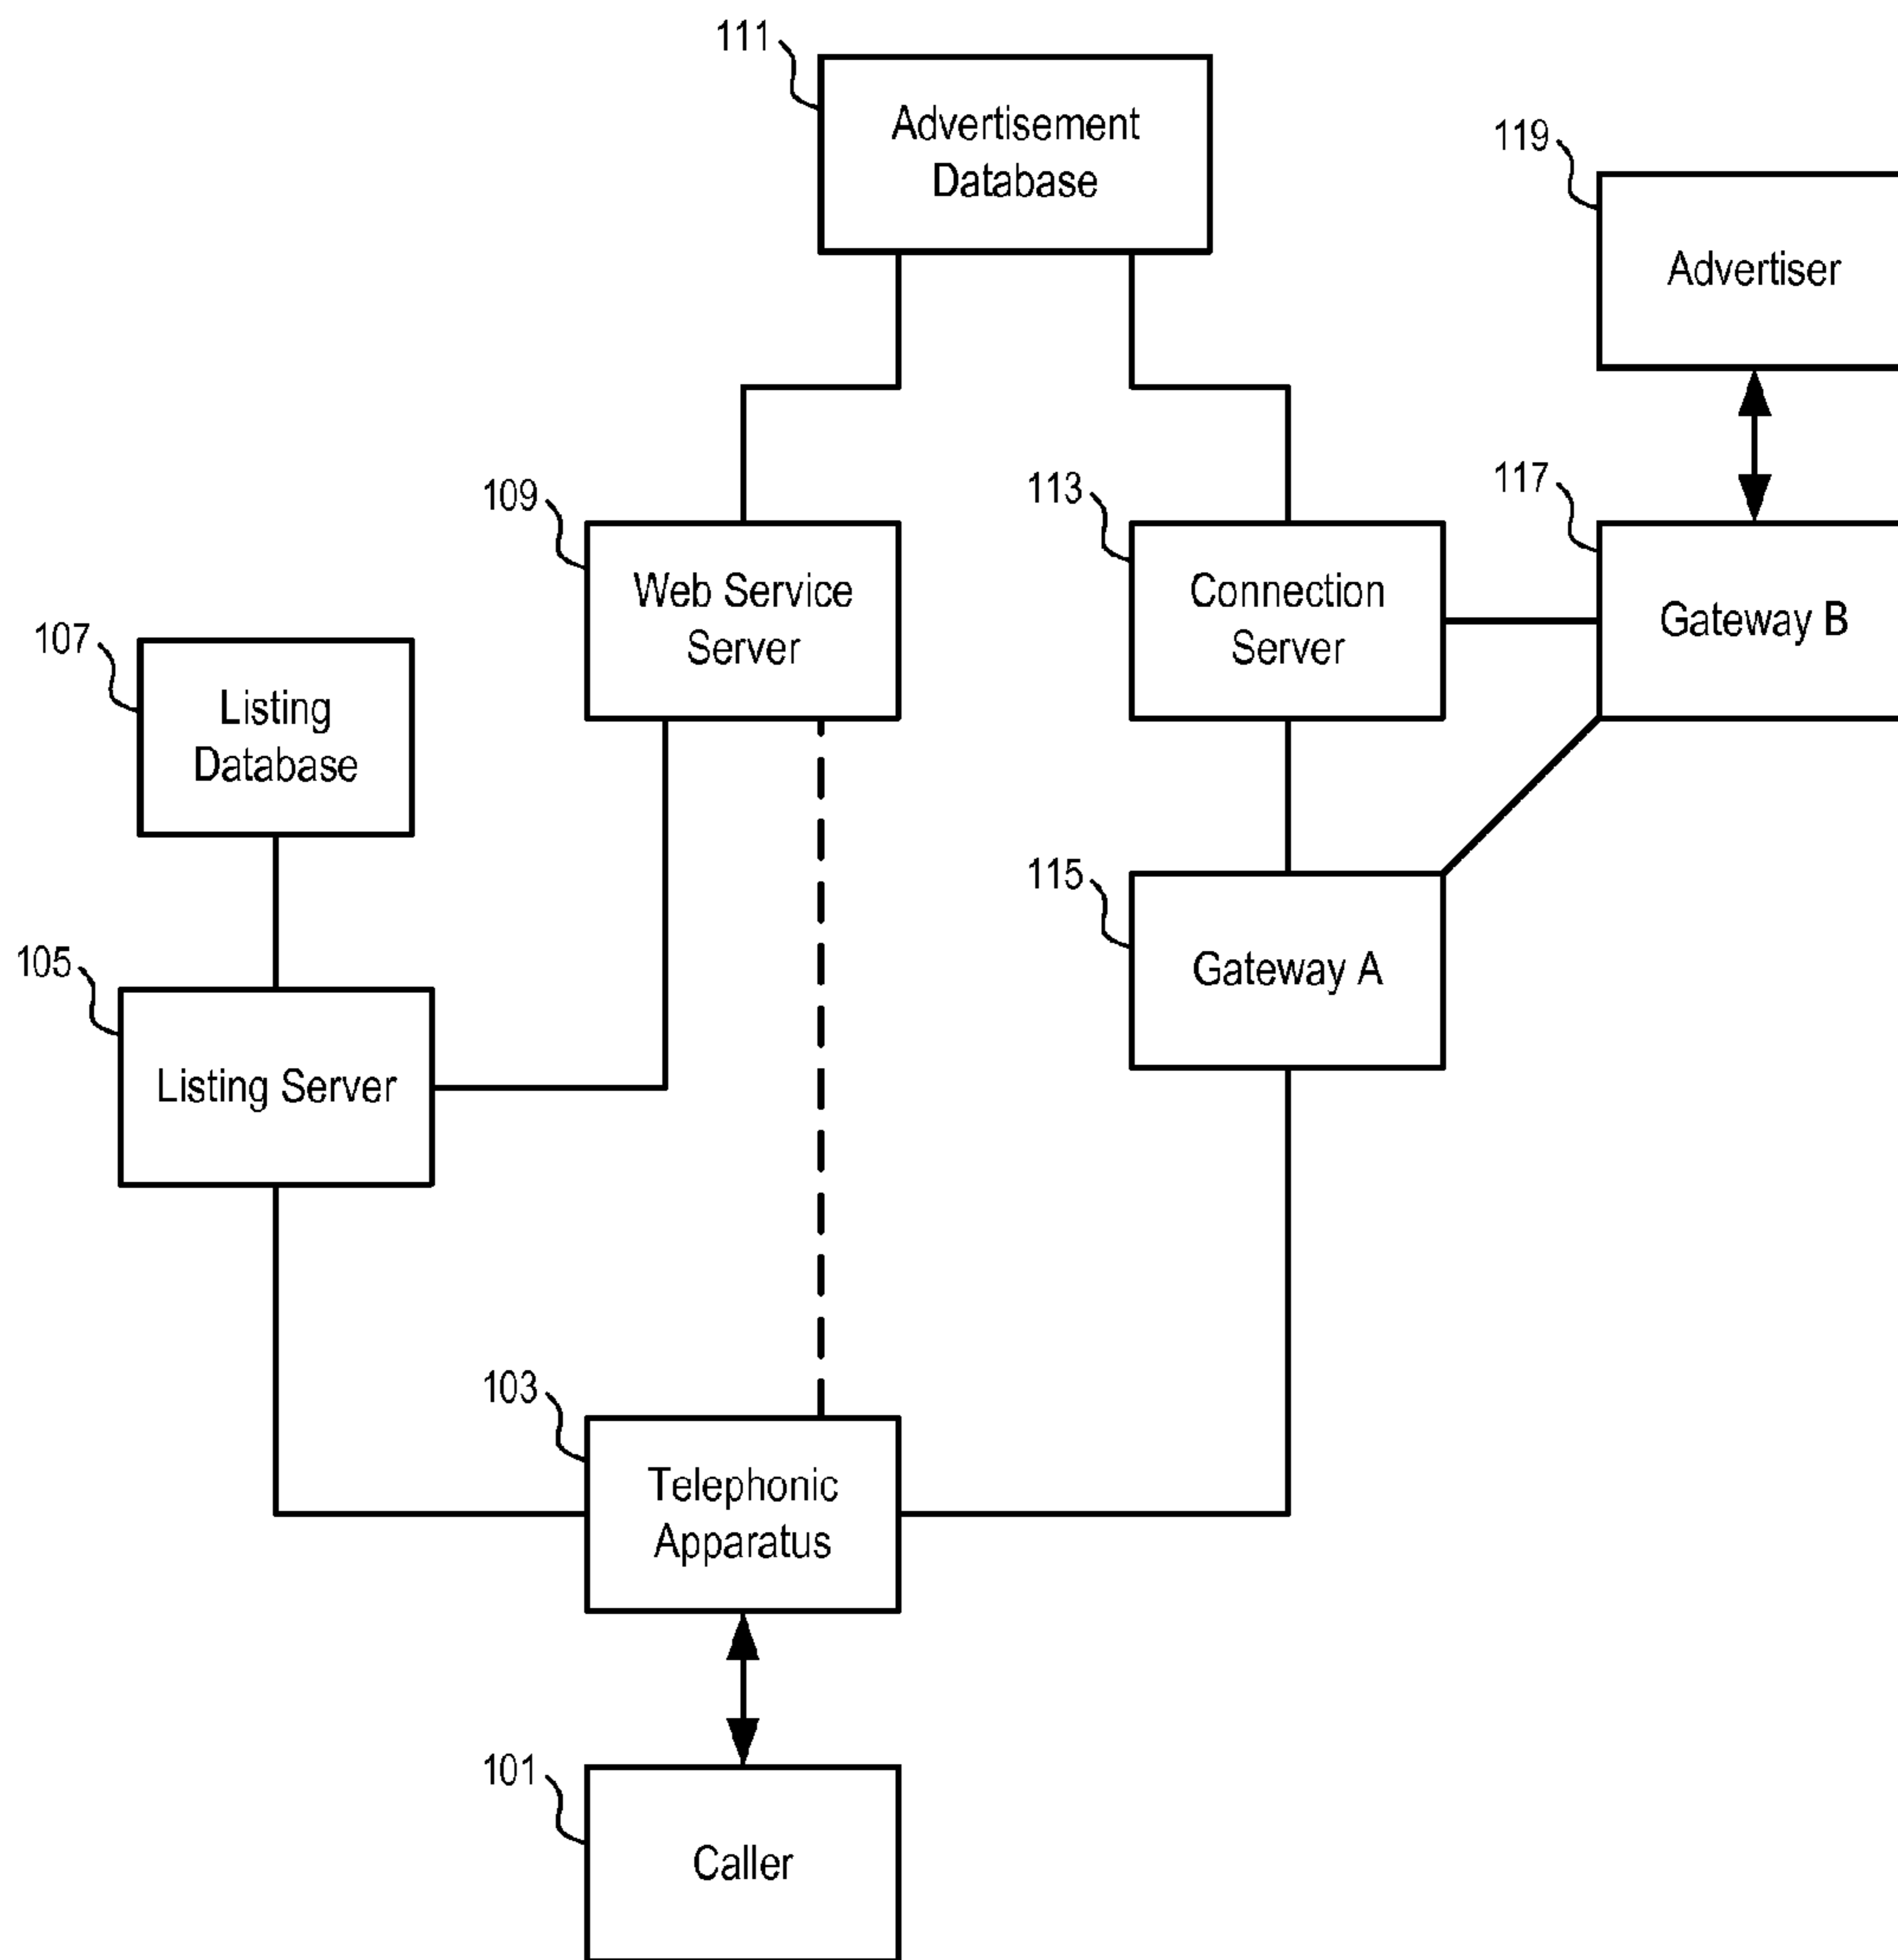 111
Advertisement
Database
119
Advertiser
109
Web Service
Server
113
Connection
Server
117
Gateway B
107
Listing
Database
115
Gateway A
105
Listing Server
103
Telephonic
Apparatus
101
Caller